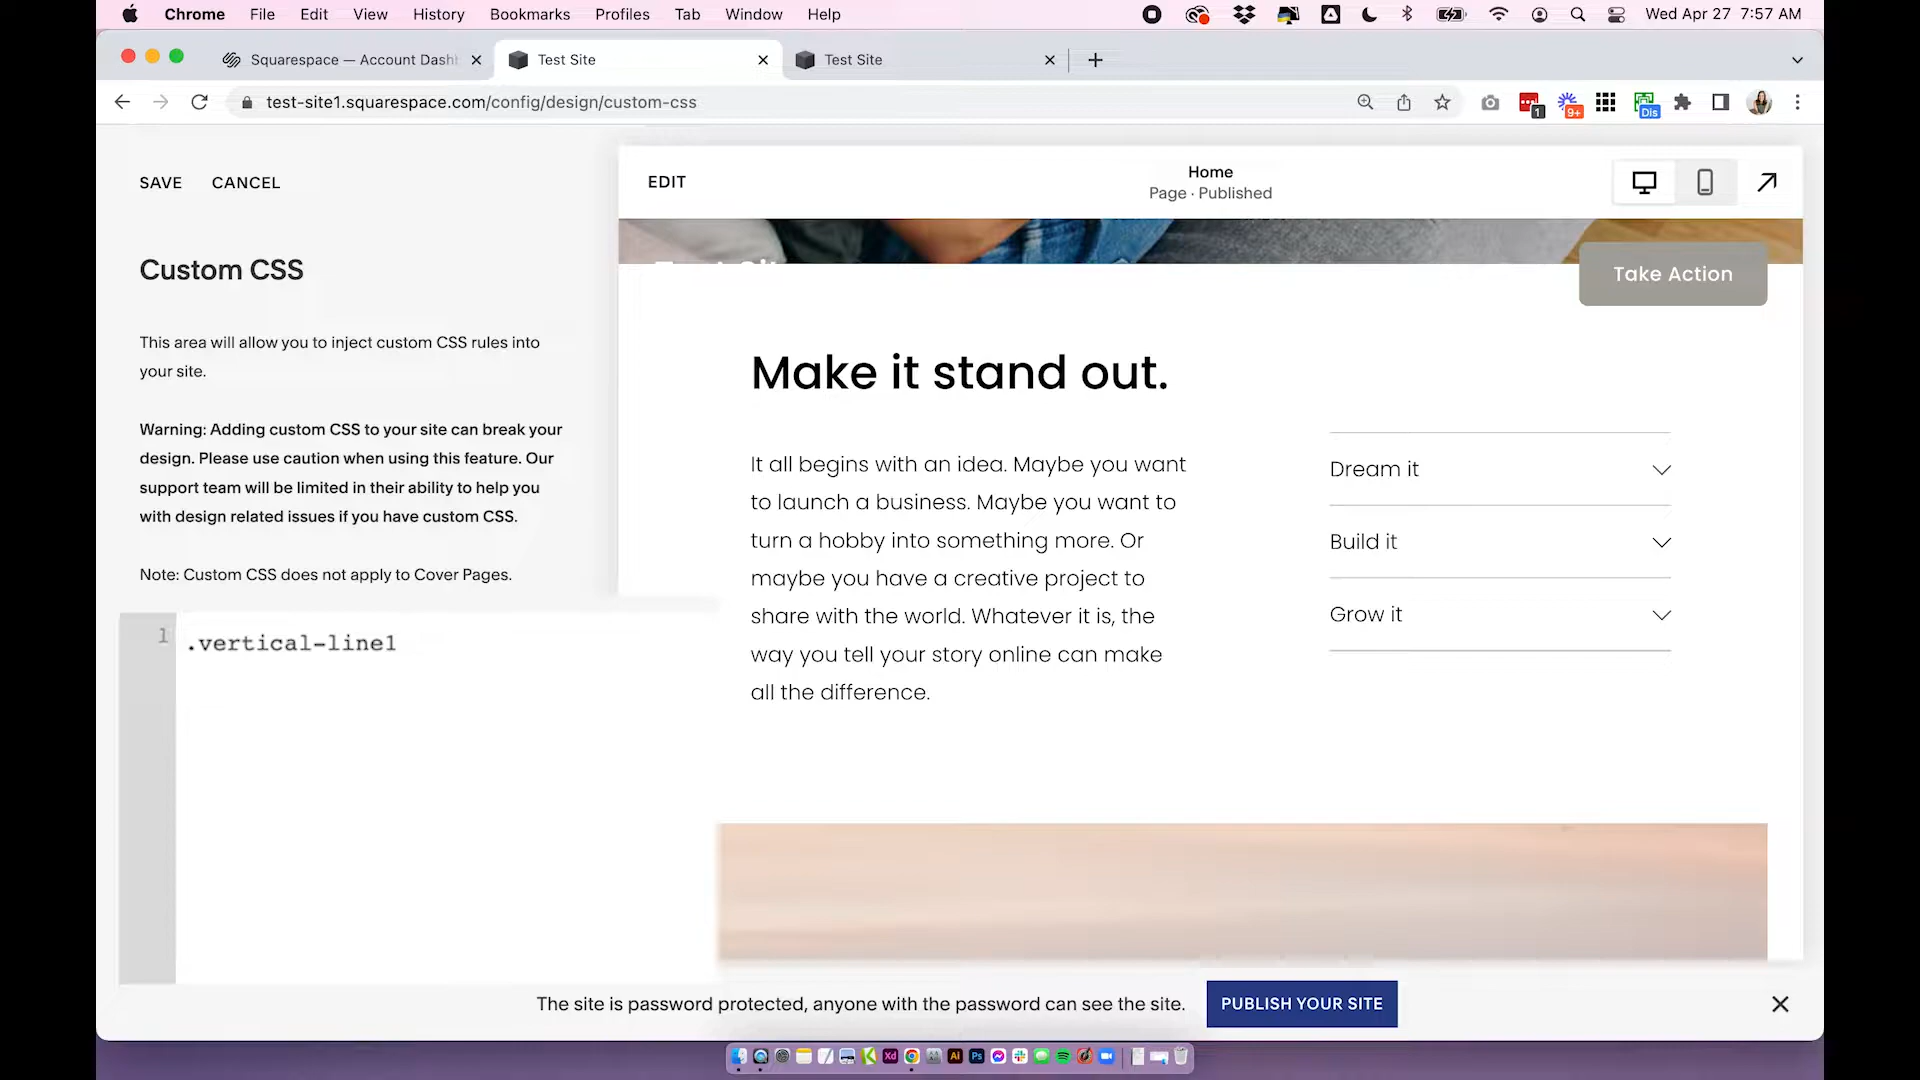 Chrome File Edit View History Bookmarks Profiles Tab Window Help Wed Apr 27 7:57 AM
Squarespace — Account Dash Test Site Test Site
test-site1.squarespace.com/config/design/custom-css
1 9+ Dis
SAVE CANCEL
EDIT
Home
Page · Published
Take Action
Custom CSS
This area will allow you to inject custom CSS rules into
your site.
Warning: Adding custom CSS to your site can break your
design. Please use caution when using this feature. Our
support team will be limited in their ability to help you
with design related issues if you have custom CSS.
Note: Custom CSS does not apply to Cover Pages.
1 .vertical-line1
Make it stand out.
It all begins with an idea. Maybe you want
to launch a business. Maybe you want to
turn a hobby into something more. Or
maybe you have a creative project to
share with the world. Whatever it is, the
way you tell your story online can make
all the difference.
Dream it
Build it
Grow it
The site is password protected, anyone with the password can see the site. PUBLISH YOUR SITE
Xd Ai Ps